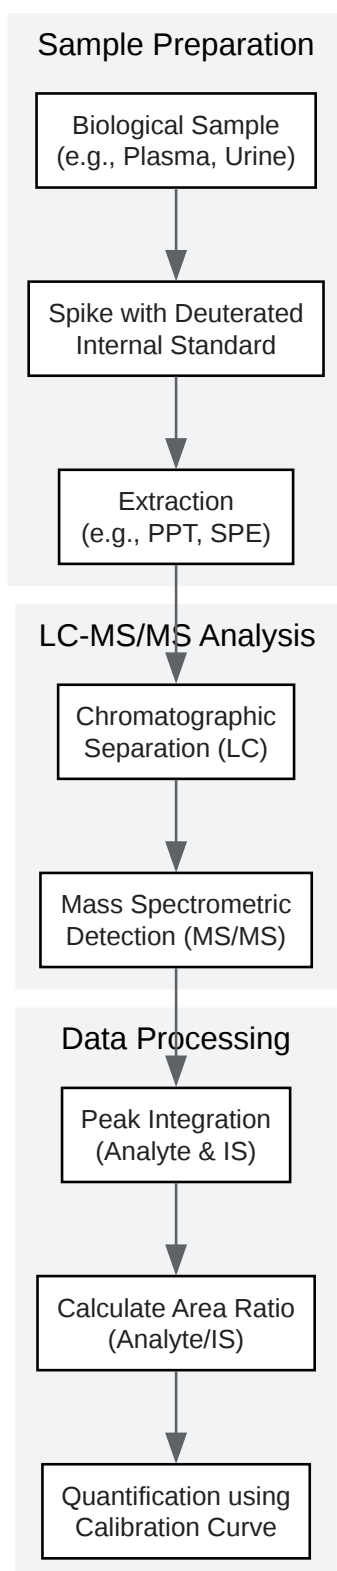 Sample Preparation
Biological Sample
(e.g., Plasma, Urine)
Spike with Deuterated
Internal Standard
Extraction
(e.g., PPT, SPE)
LC-MS/MS Analysis
Chromatographic
Separation (LC)
Mass Spectrometric
Detection (MS/MS)
Data Processing
Peak Integration
(Analyte & IS)
Calculate Area Ratio
(Analyte/IS)
Quantification using
Calibration Curve